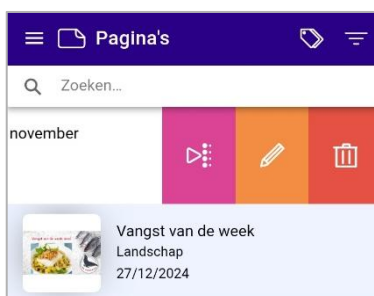 Pagina's
Zoeken...
november
Vangst van de week
Landschap
27/12/2024